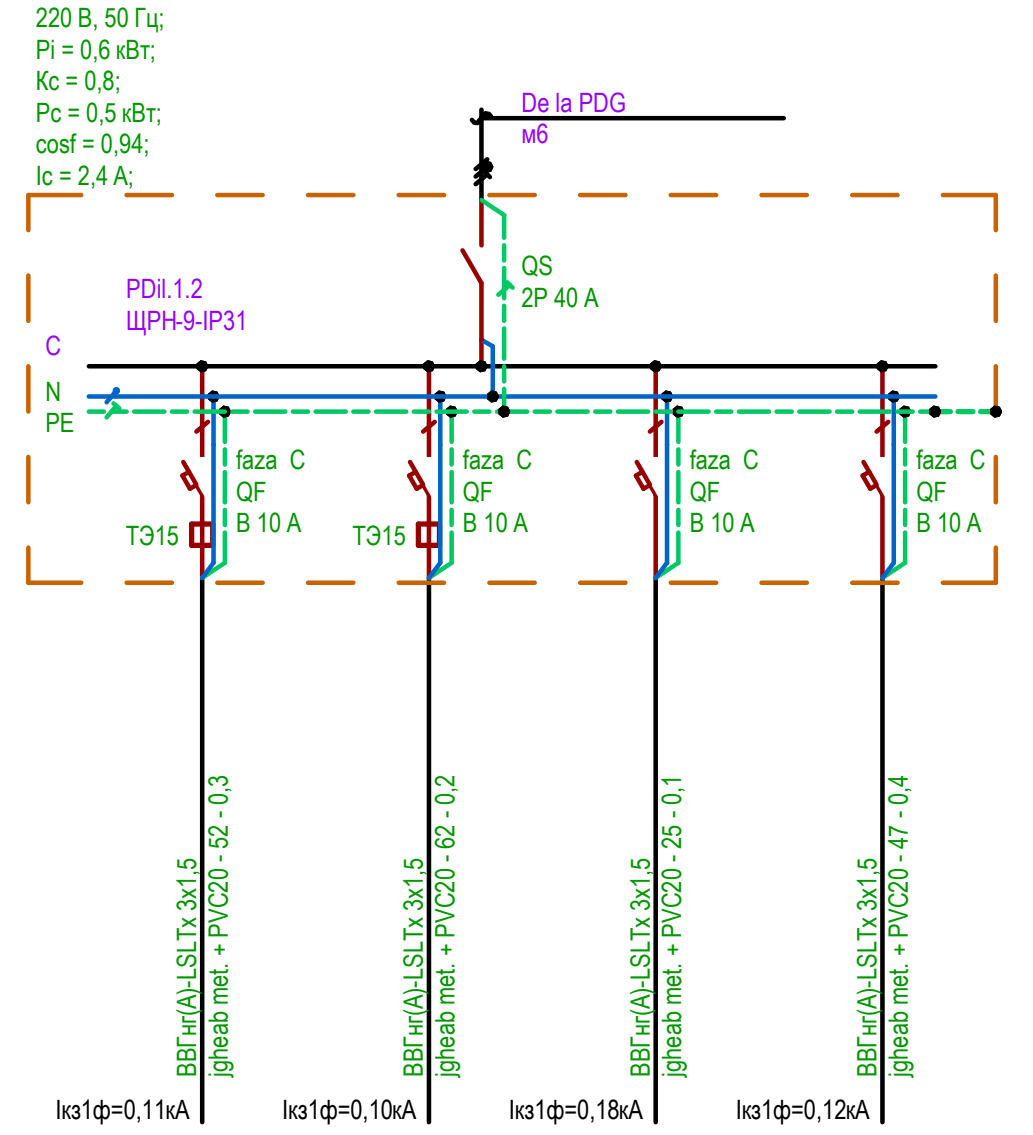 220 В, 50 Гц;
Pi = 0,6 кВт;
Кс = 0,8;
Рс = 0,5 кВт;
cosf = 0,94;
Ic = 2,4 А;
De la PDG
м6
QS
2P 40 A
PDil.1.2
ЩРН-9-IP31
C
N
PE
faza C
QF
B 10 A
ТЭ15
faza C
QF
B 10 A
ТЭ15
faza C
QF
B 10 A
faza C
QF
B 10 A
ВВГнг(А)-LSLTx 3x1,5
jgheab met. + PVC20 - 52 - 0,3
ВВГнг(А)-LSLTx 3x1,5
jgheab met. + PVC20 - 62 - 0,2
ВВГнг(А)-LSLTx 3x1,5
jgheab met. + PVC20 - 25 - 0,1
ВВГнг(А)-LSLTx 3x1,5
jgheab met. + PVC20 - 47 - 0,4
Iкз1ф=0,11кА
Iкз1ф=0,10кА
Iкз1ф=0,18кА
Iкз1ф=0,12кА